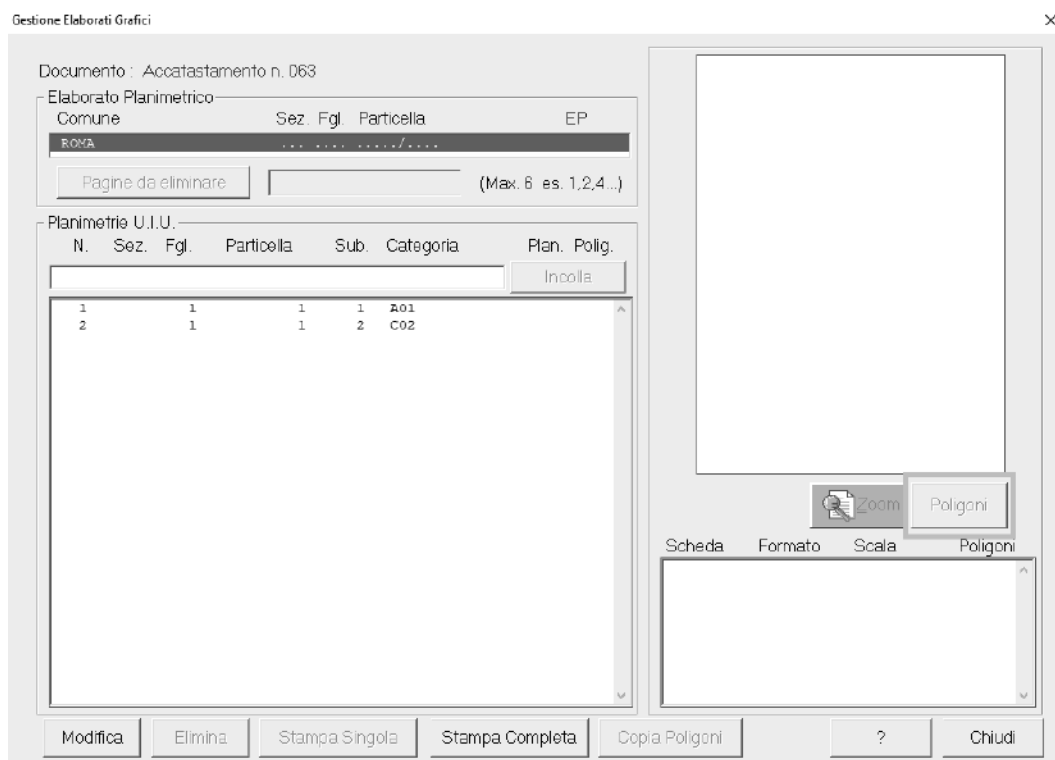 Gestione Elaborati Grafici
Documento : Accatastamento n. 063
Elaborato Planimetrico
Comune Sez. Fgl. Particella EP
ROMA ... .... ...../....
Pagine da eliminare (Max. 6 es. 1,2,4...)
Planimetrie U.I.U.
N. Sez. Fgl. Particella Sub. Categoria Plan. Polig.
Incolla
1 1 1 1 A01
2 1 1 2 C02
Zoom Poligoni
Scheda Formato Scala Poligoni
Modifica Elimina Stampa Singola Stampa Completa Copia Poligoni ? Chiudi